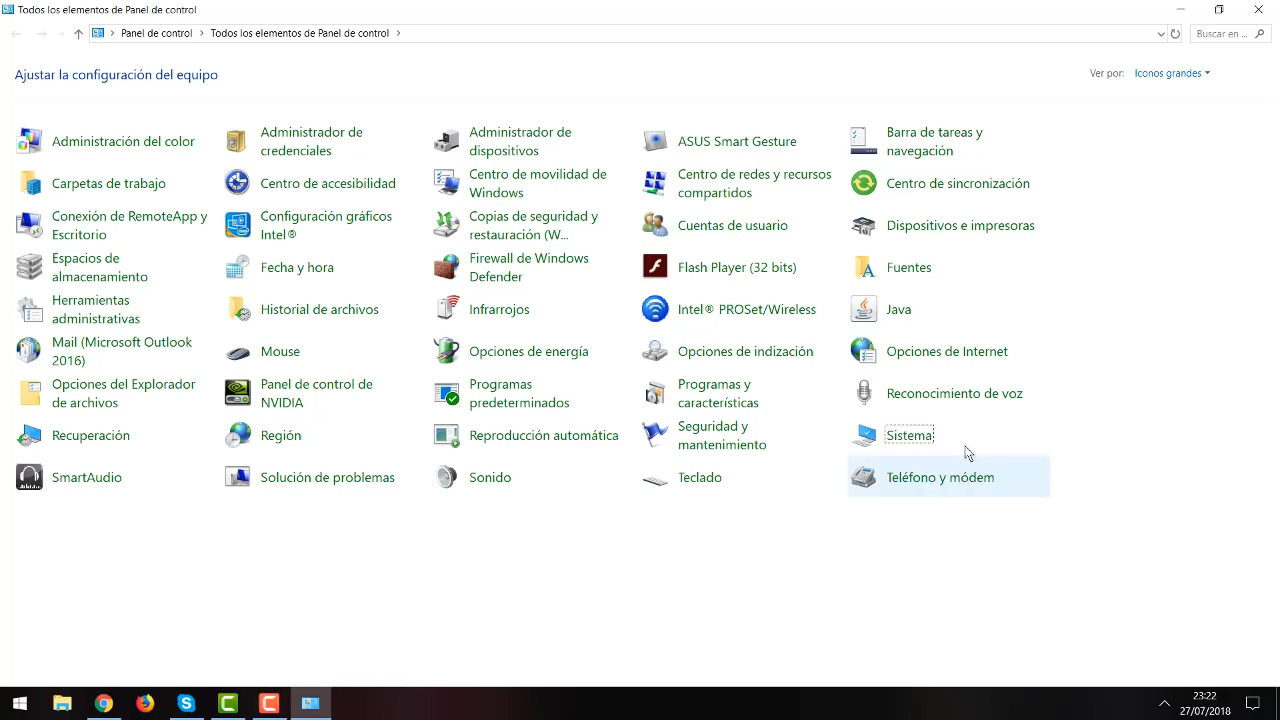 Todos los elementos de Panel de control
Panel de control
Todos los elementos de Panel de control
Buscar en ...
Ajustar la configuración del equipo
Ver por:
Iconos grandes
Administración del color
Administrador de
credenciales
Administrador de
dispositivos
ASUS Smart Gesture
Barra de tareas y
navegación
Carpetas de trabajo
Centro de accesibilidad
Centro de movilidad de
Windows
Centro de redes y recursos
compartidos
Centro de sincronización
Conexión de RemoteApp y
Escritorio
Configuración gráficos
Intel®
Copias de seguridad y
restauración (W...
Cuentas de usuario
Dispositivos e impresoras
Espacios de
almacenamiento
Fecha y hora
Firewall de Windows
Defender
Flash Player (32 bits)
Fuentes
Herramientas
administrativas
Historial de archivos
Infrarrojos
Intel® PROSet/Wireless
Java
Mail (Microsoft Outlook
2016)
Mouse
Opciones de energía
Opciones de indización
Opciones de Internet
Opciones del Explorador
de archivos
Panel de control de
NVIDIA
Programas
predeterminados
Programas y
características
Reconocimiento de voz
Recuperación
Región
Reproducción automática
Seguridad y
mantenimiento
Sistema
SmartAudio
Solución de problemas
Sonido
Teclado
Teléfono y módem
23:22
27/07/2018